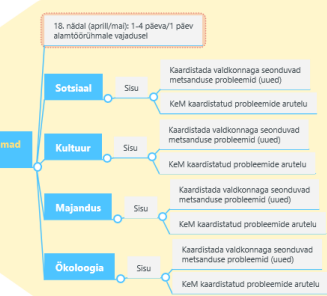 18. nädal (aprill/mai): 1-4 päeva/1 päev
alamtöörühmale vajadusel
Kaardistada valdkonnaga seonduvad
metsanduse probleemid (uued)
Sotsiaal
Sisu
KeM kaardistatud probleemide arutelu
Kaardistada valdkonnaga seonduvad
metsanduse probleemid (uued)
mad
Kultuur
Sisu
KeM kaardistatud probleemide arutelu
Kaardistada valdkonnaga seonduvad
metsanduse probleemid (uued)
Majandus
Sisu
KeM kaardistatud probleemide arutelu
Kaardistada valdkonnaga seonduvad
metsanduse probleemid (uued)
Ökoloogia
Sisu
KeM kaardistatud probleemide arutelu